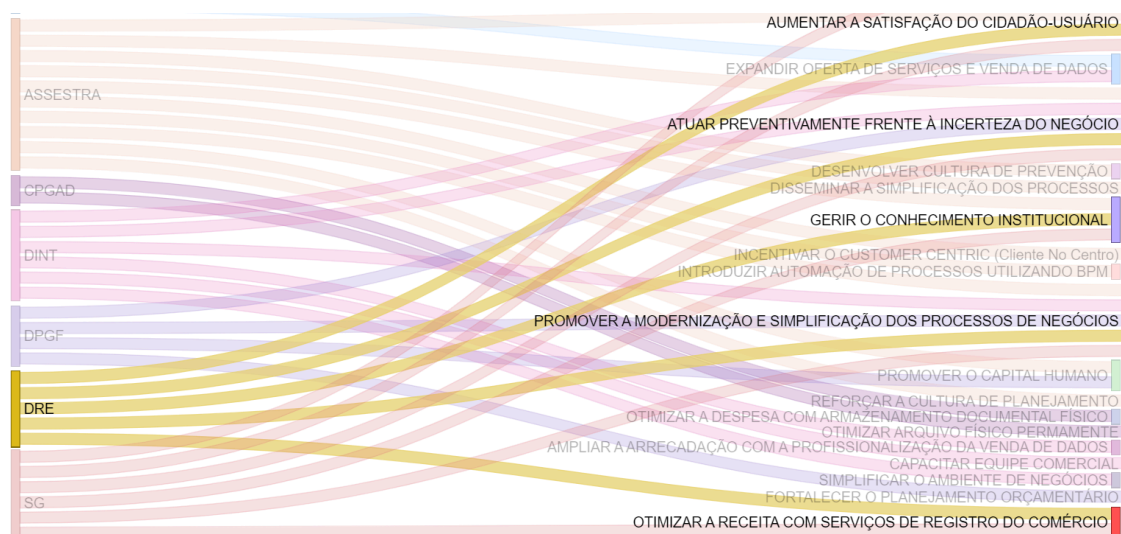 ASSESTRA
CPGAD
DINT
DPGF
DRE
SG
AUMENTAR A SATISFAÇÃO DO CIDADÃO-USUÁRIO
EXPANDIR OFERTA DE SERVIÇOS E VENDA DE DADOS
ATUAR PREVENTIVAMENTE FRENTE À INCERTEZA DO NEGÓCIO
DESENVOLVER CULTURA DE PREVENÇÃO
DISSEMINAR A SIMPLIFICAÇÃO DOS PROCESSOS
GERIR O CONHECIMENTO INSTITUCIONAL
INCENTIVAR O CUSTOMER CENTRIC (Cliente No Centro)
INTRODUZIR AUTOMAÇÃO DE PROCESSOS UTILIZANDO BPM
PROMOVER A MODERNIZAÇÃO E SIMPLIFICAÇÃO DOS PROCESSOS DE NEGÓCIOS
PROMOVER O CAPITAL HUMANO
REFORÇAR A CULTURA DE PLANEJAMENTO
OTIMIZAR A DESPESA COM ARMAZENAMENTO DOCUMENTAL FÍSICO
OTIMIZAR ARQUIVO FÍSICO PERMAMENTE
AMPLIAR A ARRECADAÇÃO COM A PROFISSIONALIZAÇÃO DA VENDA DE DADOS
CAPACITAR EQUIPE COMERCIAL
SIMPLIFICAR O AMBIENTE DE NEGÓCIOS
FORTALECER O PLANEJAMENTO ORÇAMENTÁRIO
OTIMIZAR A RECEITA COM SERVIÇOS DE REGISTRO DO COMÉRCIO